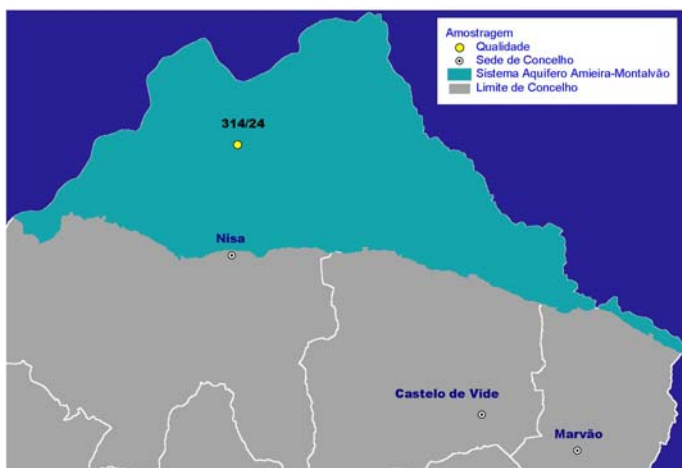 Amostragem
Qualidade
Sede de Concelho
Sistema Aquífero Amieira-Montalvão
Limite de Concelho
314/24
Nisa
Castelo de Vide
Marvão